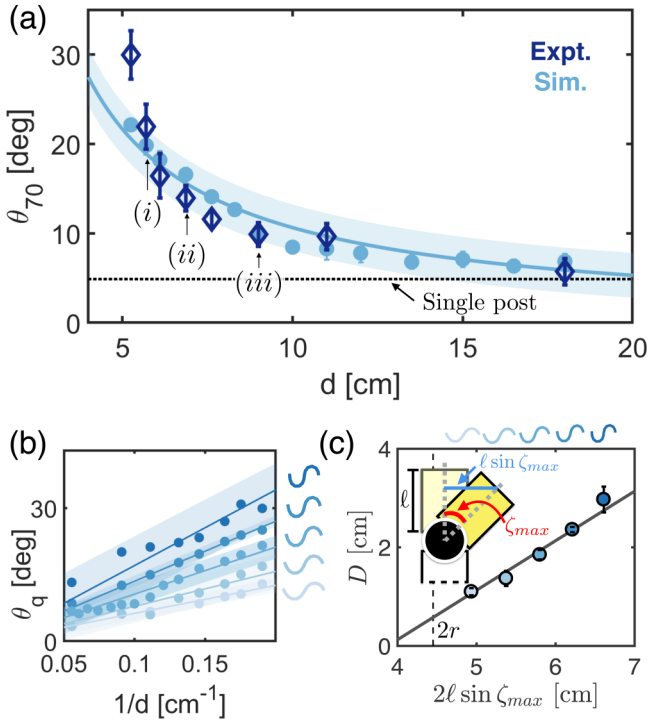 (a)
30
20
10
0
θ70 [deg]
Expt.
Sim.
(i)
(ii)
(iii)
Single post
5
10
15
20
d [cm]
(b)
30
0
θq [deg]
0.05
0.1
0.15
1/d [cm-1]
(c)
4
2
0
D [cm]
ℓ sin ζmax
ℓ
ζmax
2r
4
5
6
7
2ℓ sin ζmax [cm]